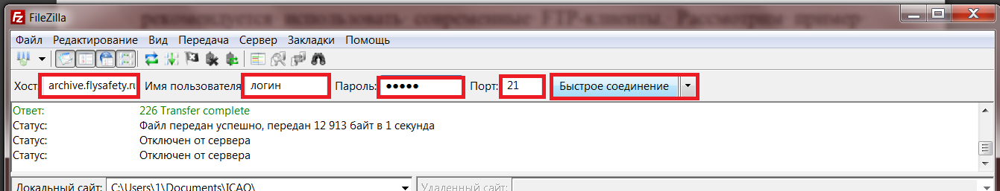 рекомендуется использовать современные FTP-клиенты. Рассмотрим пример
FileZilla
Файл Редактирование Вид Передача Сервер Закладки Помощь
Хост archive.flysafety.ru Имя пользователя логин Пароль: ●●●●● Порт: 21 Быстрое соединение
Ответ: 226 Transfer complete
Статус: Файл передан успешно, передан 12 913 байт в 1 секунда
Статус: Отключен от сервера
Статус: Отключен от сервера
Локальный сайт: C:\Users\1\Documents\ICAO\ Удаленный сайт: